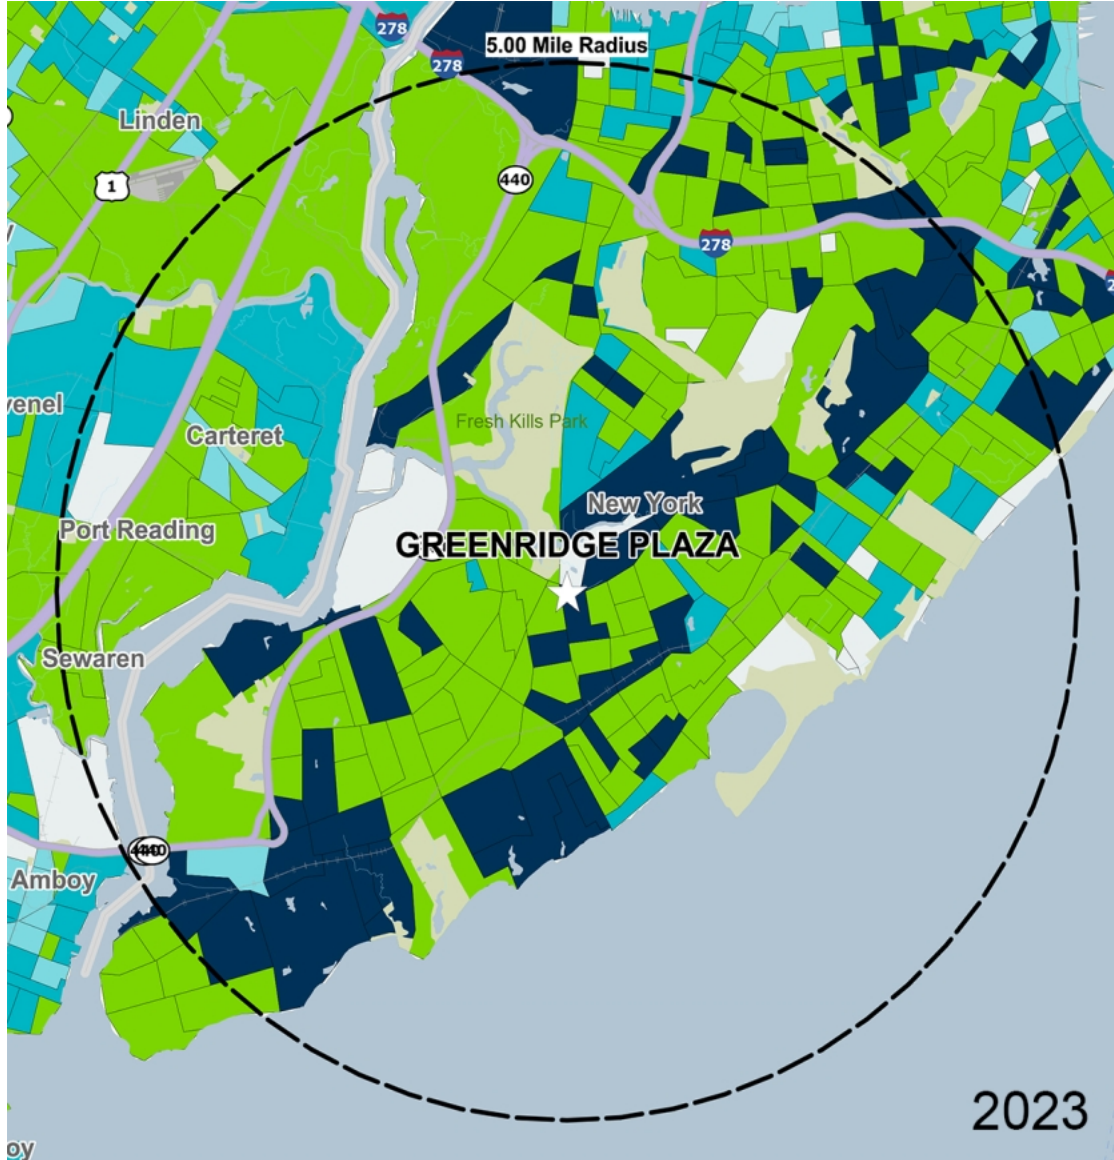 278
5.00 Mile Radius
278
Linden
1
440
278
venel
Fresh Kills Park
Carteret
New York
Port Reading
GREENRIDGE PLAZA
Sewaren
440
Amboy
2023
oy